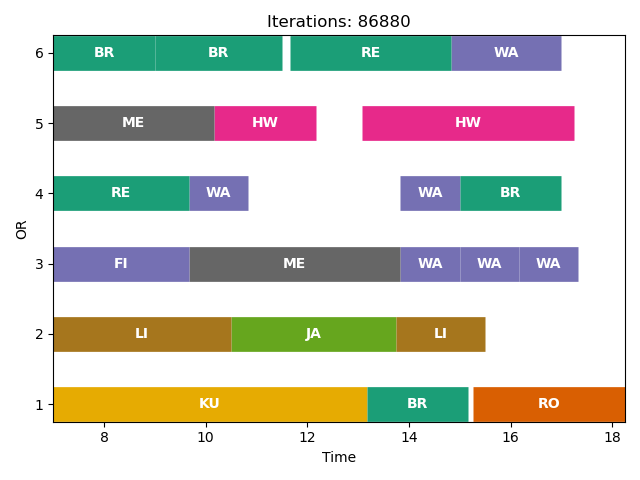 Iterations: 86880
6 BR BR RE WA
5 ME HW HW
4 RE WA WA BR
3 FI ME WA WA WA
2 LI JA LI
1 KU BR RO
OR
8 10 12 14 16 18
Time